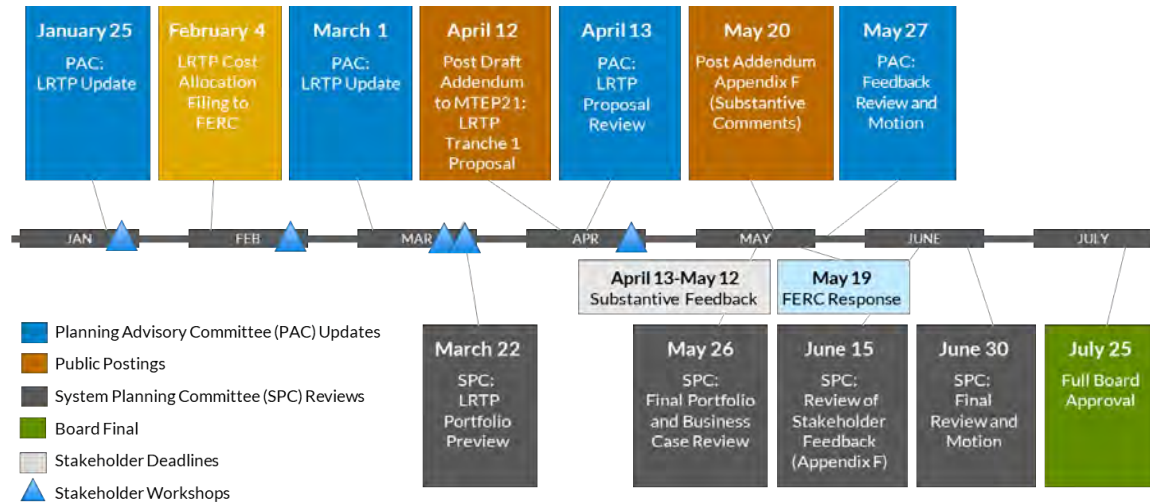 January 25
PAC:
LRTP Update
February 4
LRTP Cost
Allocation
Filing to
FERC
March 1
PAC:
LRTP Update
April 12
Post Draft
Addendum
to MTEP21:
LRTP
Tranche 1
Proposal
April 13
PAC:
LRTP
Proposal
Review
May 20
Post Addendum
Appendix F
(Substantive
Comments)
May 27
PAC:
Feedback
Review and
Motion
JAN
FEB
MAR
APR
MAY
JUNE
JULY
April 13-May 12
Substantive Feedback
May 19
FERC Response
March 22
SPC:
LRTP
Portfolio
Preview
May 26
SPC:
Final Portfolio
and Business
Case Review
June 15
SPC:
Review of
Stakeholder
Feedback
(Appendix F)
June 30
SPC:
Final
Review and
Motion
July 25
Full Board
Approval
Planning Advisory Committee (PAC) Updates
Public Postings
System Planning Committee (SPC) Reviews
Board Final
Stakeholder Deadlines
Stakeholder Workshops